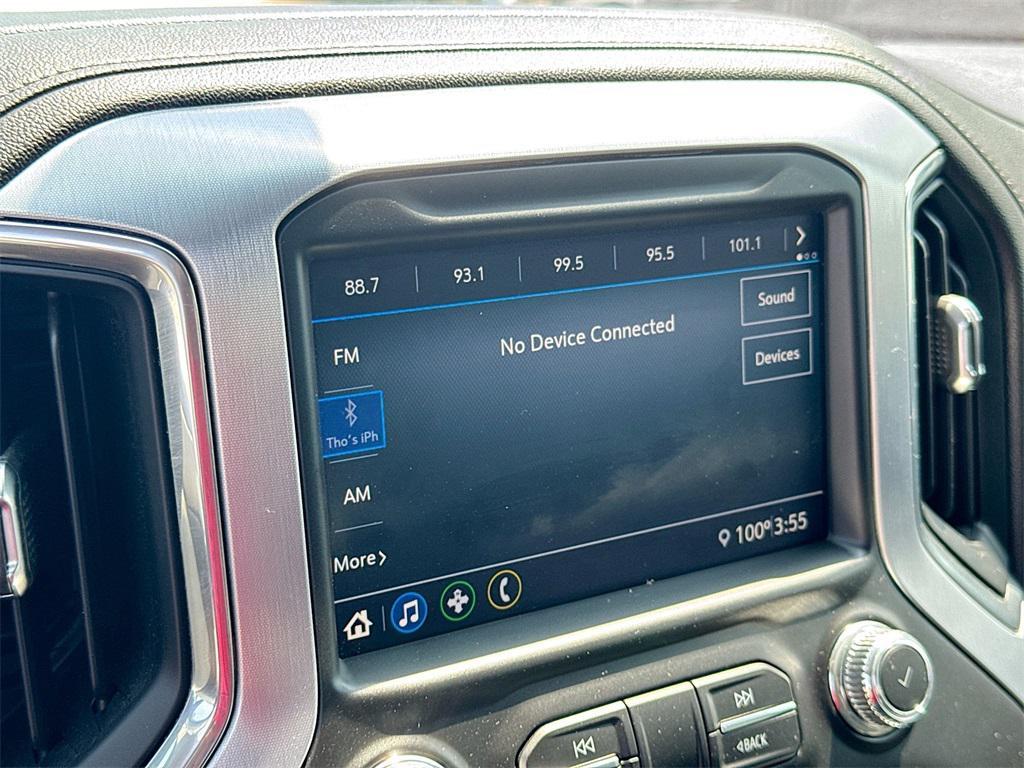 88.7 93.1 99.5 95.5 101.1
FM
No Device Connected
Sound
Devices
Tho's iPh
AM
More
100° 3:55
BACK